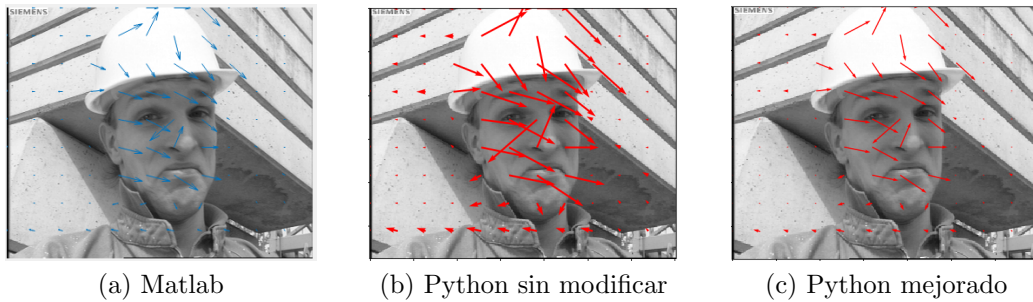 SIEMENS
SIEMENS
SIEMENS
(a) Matlab
(b) Python sin modificar
(c) Python mejorado